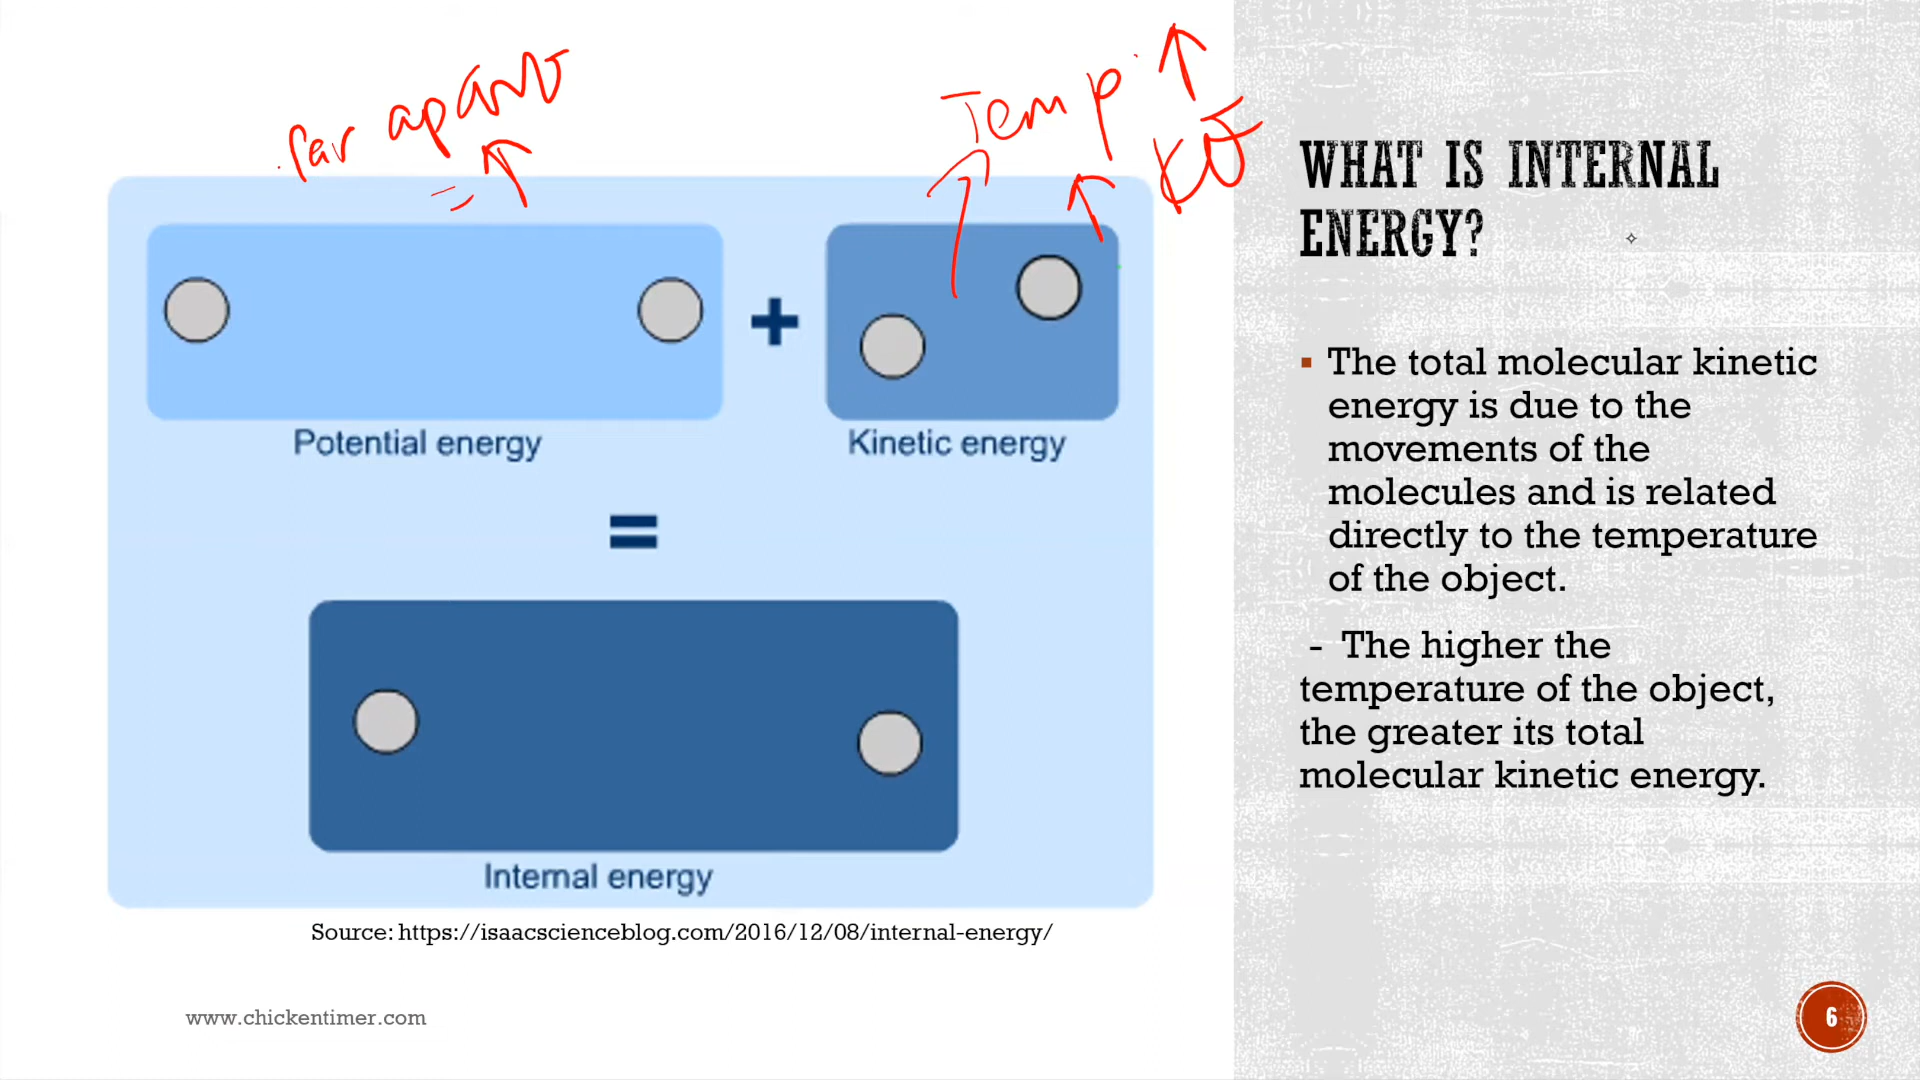 far apart
= ↑
Temp. ↑
↑ KE
WHAT IS INTERNAL
ENERGY?
+
Potential energy
Kinetic energy
=
Internal energy
▪ The total molecular kinetic
energy is due to the
movements of the
molecules and is related
directly to the temperature
of the object.
- The higher the
temperature of the object,
the greater its total
molecular kinetic energy.
Source: https://isaacscienceblog.com/2016/12/08/internal-energy/
www.chickentimer.com
6